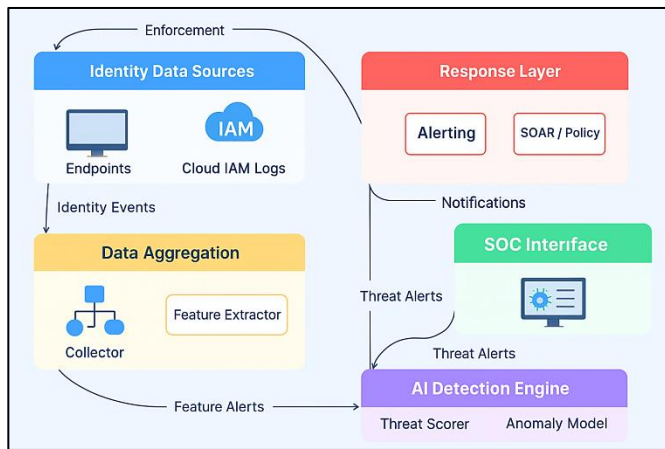 Enforcement
Identity Data Sources
IAM
Endpoints
Cloud IAM Logs
Response Layer
Alerting
SOAR / Policy
Identity Events
Notifications
Data Aggregation
Collector
Feature Extractor
SOC Interface
Threat Alerts
Threat Alerts
Feature Alerts
AI Detection Engine
Threat Scorer
Anomaly Model